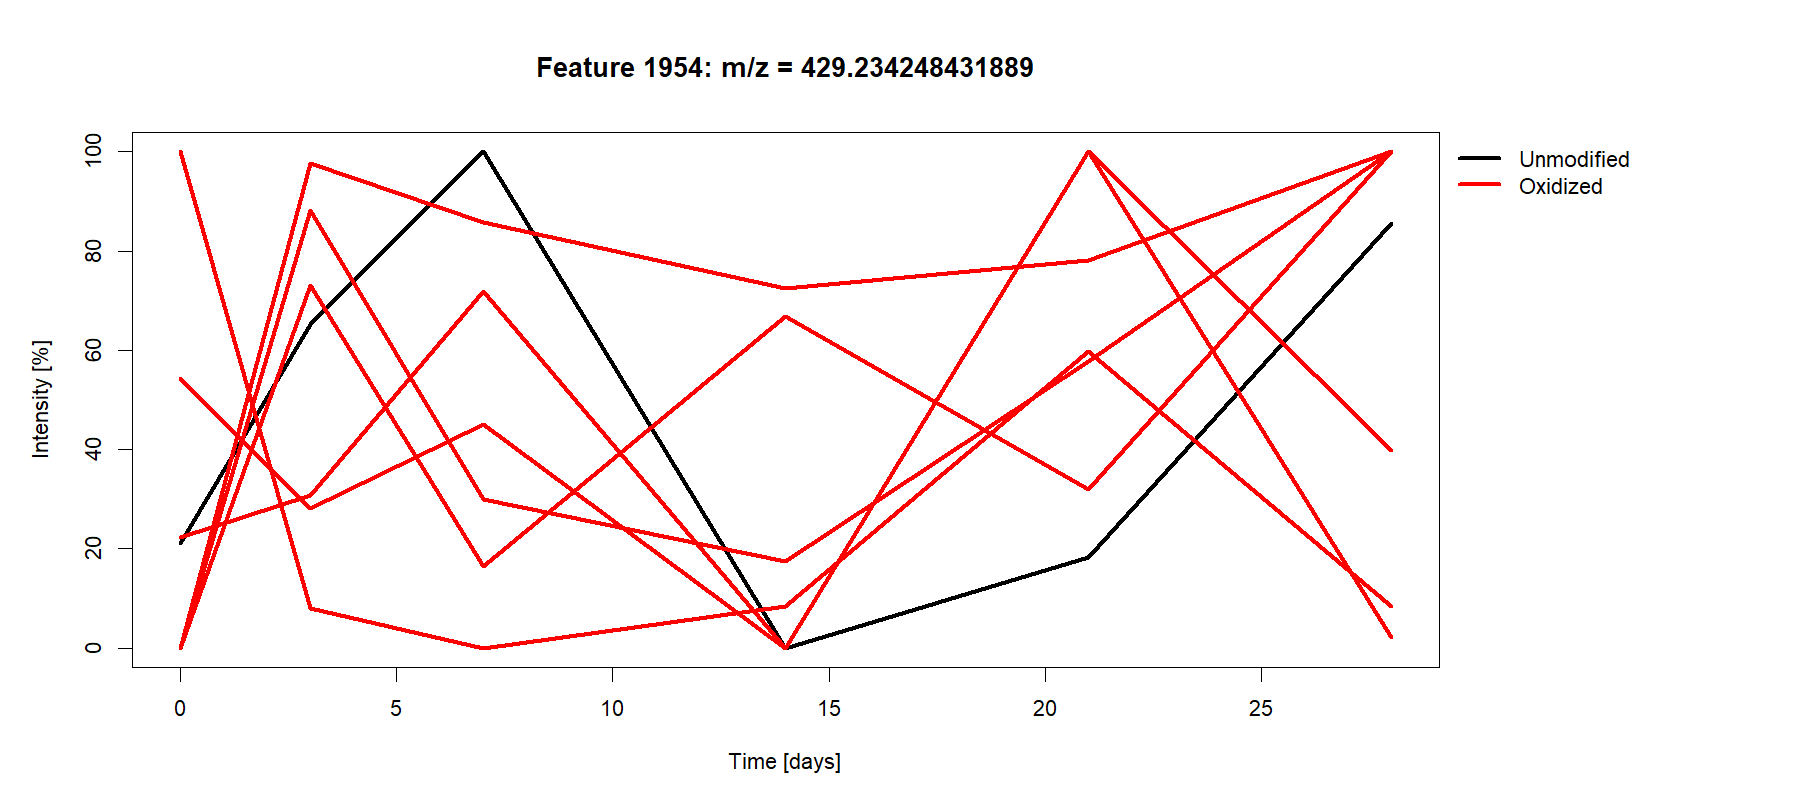 Feature 1954: m/z = 429.234248431889
Unmodified
Oxidized
Intensity [%]
100
80
60
40
20
0
0 5 10 15 20 25
Time [days]